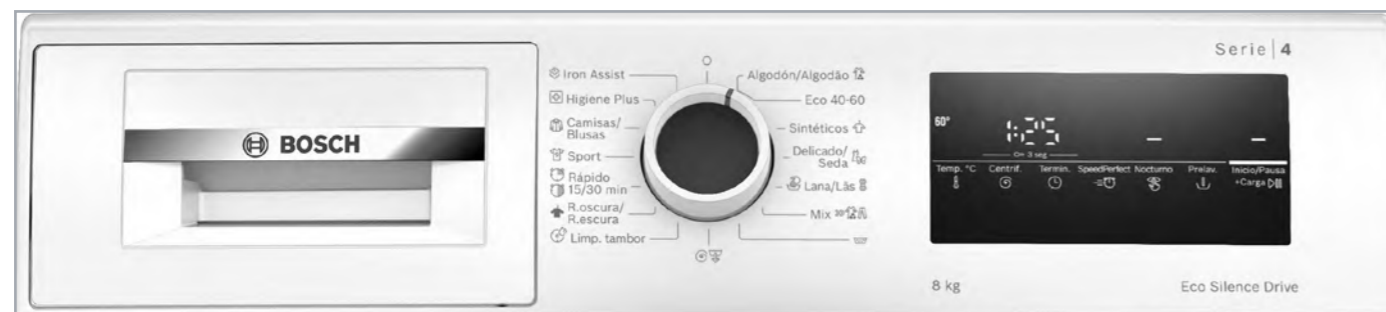 Serie | 4
Iron Assist
Higiene Plus
Camisas/
Blusas
Sport
Rápido
15/30 min
R.oscura/
R.escura
Limp. tambor
Algodón/Algodão
Eco 40-60
Sintéticos
Delicado/
Seda
Lana/Lãs
Mix
BOSCH
60°
1:25
3 seg
Temp. °C Centrif. Termin. SpeedPerfect Nocturno Prelav. Inicio/Pausa
+Carga
8 kg
Eco Silence Drive